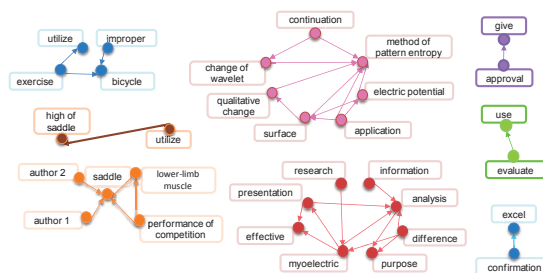 utilize
improper
exercise
bicycle
high of
saddle
utilize
author 2
saddle
lower-limb
muscle
author 1
performance of
competition
continuation
method of
pattern entropy
change of
wavelet
qualitative
change
electric potential
surface
application
research
information
presentation
analysis
effective
difference
myoelectric
purpose
give
approval
use
evaluate
excel
confirmation